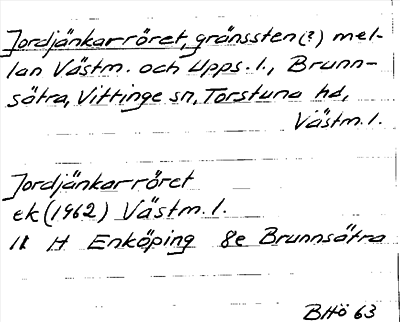 Jordjänkarröret, gränssten(?) mel-
lan Västm. och Upps. l., Brunn-
sätra, Vittinge sn, Torstuna hd,
Västm. l.
Jordjänkarröret
ek (1962) Västm. l.
11 H Enköping 8e Brunnsätra
BHö 63